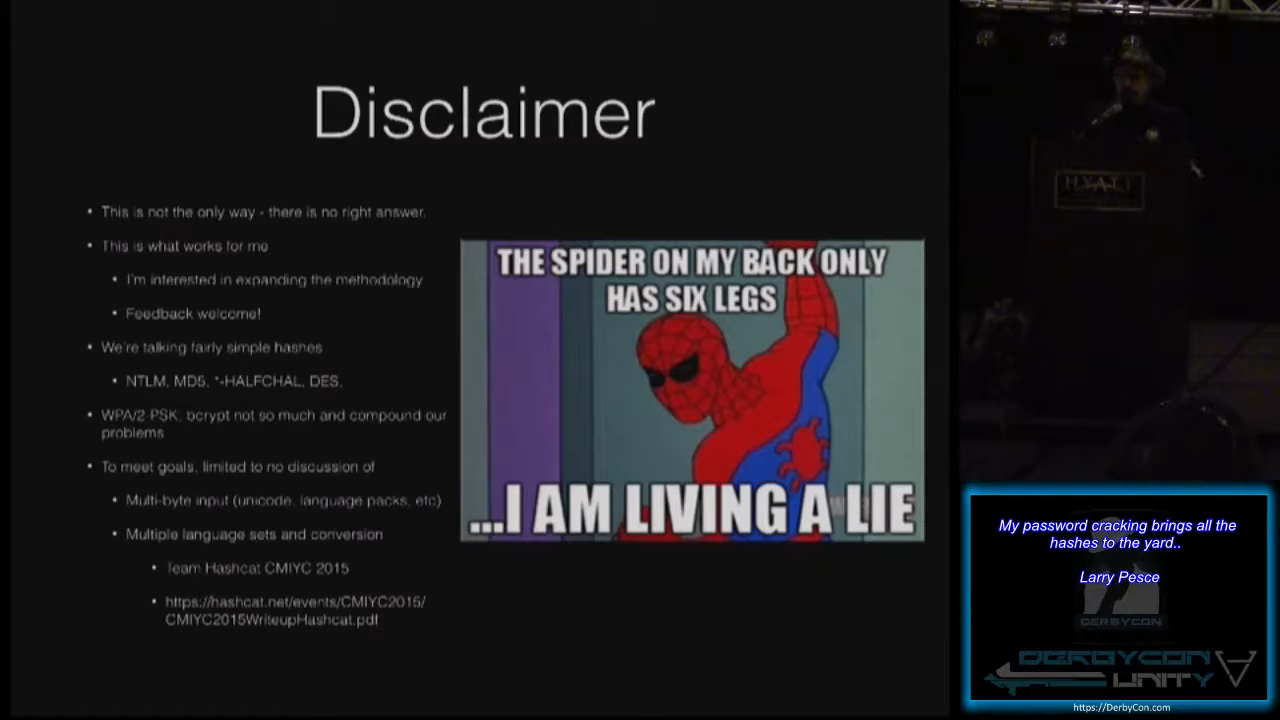 Disclaimer
This is not the only way - there is no right answer.
This is what works for me
I'm interested in expanding the methodology
Feedback welcome!
We're talking fairly simple hashes
NTLM, MD5, *-HALFCHAL, DES,
WPA/2 PSK, bcrypt not so much and compound our
problems
To meet goals, limited to no discussion of
Multi-byte input (unicode, language packs, etc)
Multiple language sets and conversion
Team Hashcat CMIYC 2015
https://hashcat.net/events/CMIYC2015/
CMIYC2015WriteupHashcat.pdf
THE SPIDER ON MY BACK ONLY
HAS SIX LEGS
...I AM LIVING A LIE
HYATT
My password cracking brings all the
hashes to the yard..
Larry Pesce
DERBYCON
DERBYCON
UNITY
https://DerbyCon.com